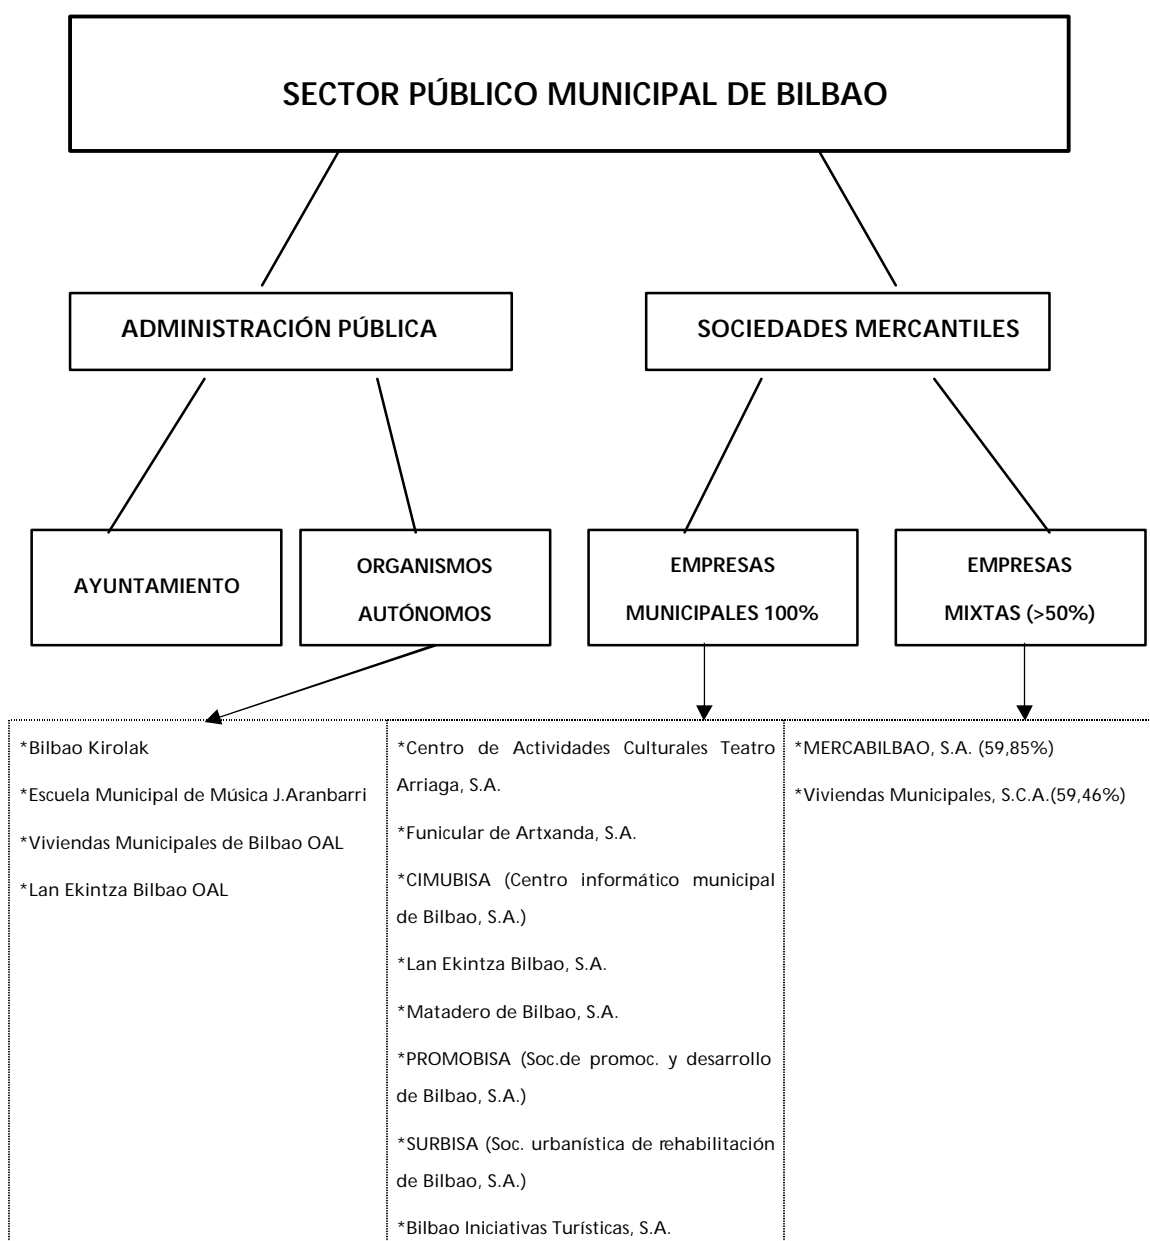 SECTOR PÚBLICO MUNICIPAL DE BILBAO
ADMINISTRACIÓN PÚBLICA
SOCIEDADES MERCANTILES
AYUNTAMIENTO
ORGANISMOS
AUTÓNOMOS
EMPRESAS
MUNICIPALES 100%
EMPRESAS
MIXTAS (>50%)
*Bilbao Kirolak
*Escuela Municipal de Música J.Aranbarri
*Viviendas Municipales de Bilbao OAL
*Lan Ekintza Bilbao OAL
*Centro de Actividades Culturales Teatro
Arriaga, S.A.
*Funicular de Artxanda, S.A.
*CIMUBISA (Centro informático municipal
de Bilbao, S.A.)
*Lan Ekintza Bilbao, S.A.
*Matadero de Bilbao, S.A.
*PROMOBISA (Soc.de promoc. y desarrollo
de Bilbao, S.A.)
*SURBISA (Soc. urbanística de rehabilitación
de Bilbao, S.A.)
*Bilbao Iniciativas Turísticas, S.A.
*MERCABILBAO, S.A. (59,85%)
*Viviendas Municipales, S.C.A.(59,46%)